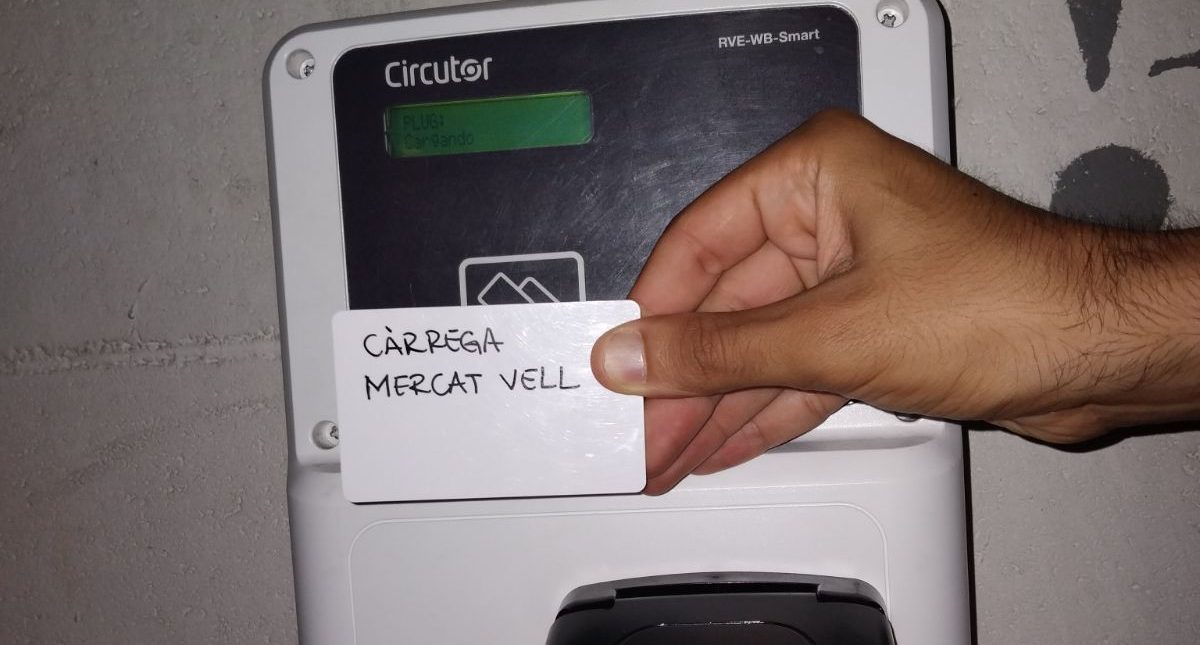 RVE-WB-Smart
Circutor
PLUG:
Cargando
CÀRREGA
MERCAT VELL